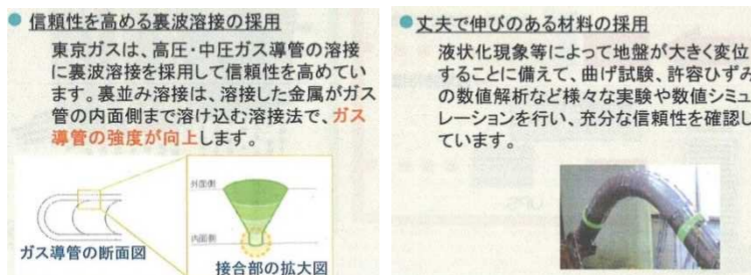 信頼性を高める裏波溶接の採用
東京ガスは、高圧・中圧ガス導管の溶接
に裏波溶接を採用して信頼性を高めてい
ます。裏並み溶接は、溶接した金属がガス
管の内面側まで溶け込む溶接法で、ガス
導管の強度が向上します。
外面側
内面側
ガス導管の断面図
接合部の拡大図
丈夫で伸びのある材料の採用
液状化現象等によって地盤が大きく変位
することに備えて、曲げ試験、許容ひずみ
の数値解析など様々な実験や数値シミュ
レーションを行い、充分な信頼性を確認し
ています。